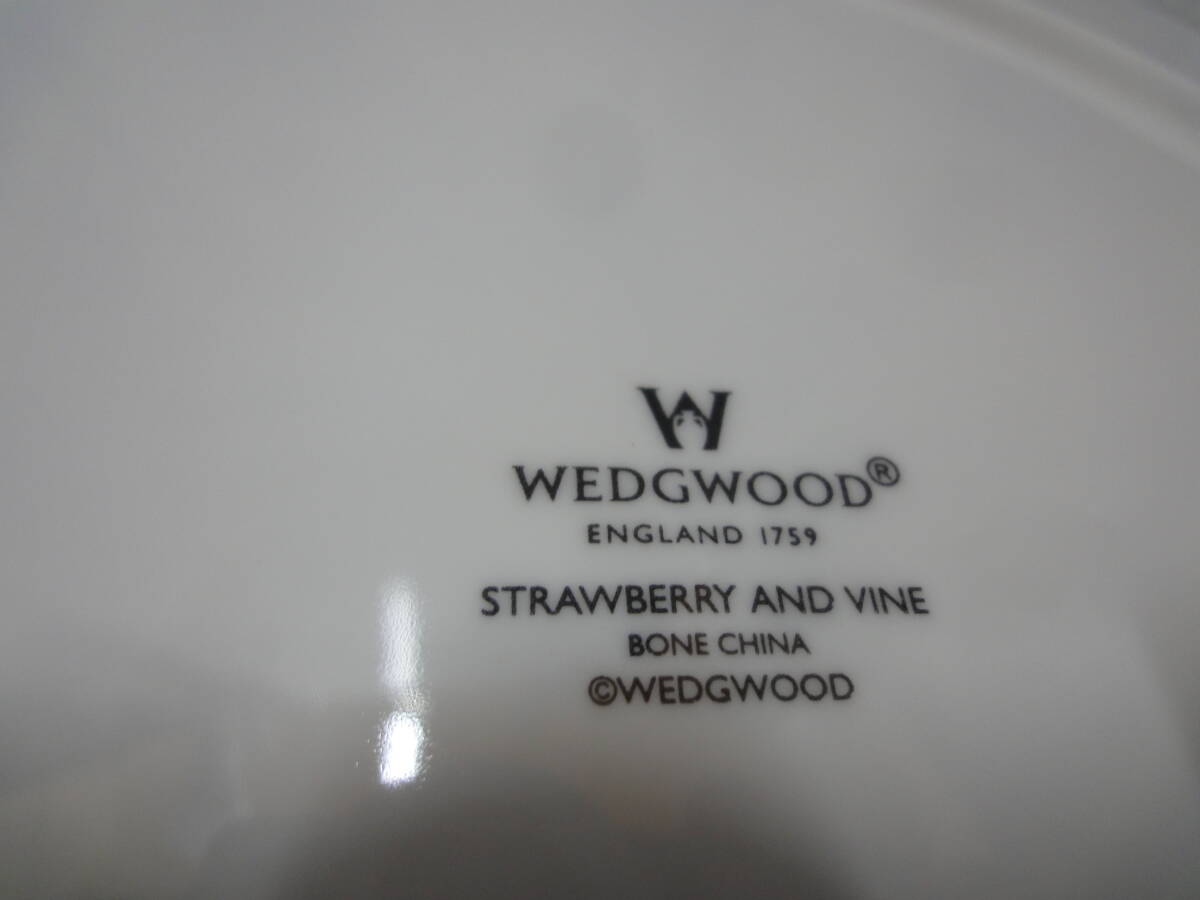 W
WEDGWOOD®
ENGLAND 1759
STRAWBERRY AND VINE
BONE CHINA
©WEDGWOOD